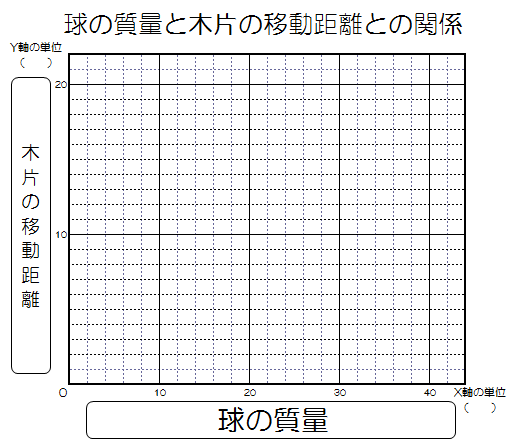 球の質量と木片の移動距離との関係
Y軸の単位
(　　)
20
木片の移動距離
10
O
10
20
30
40
X軸の単位
(　　)
球の質量